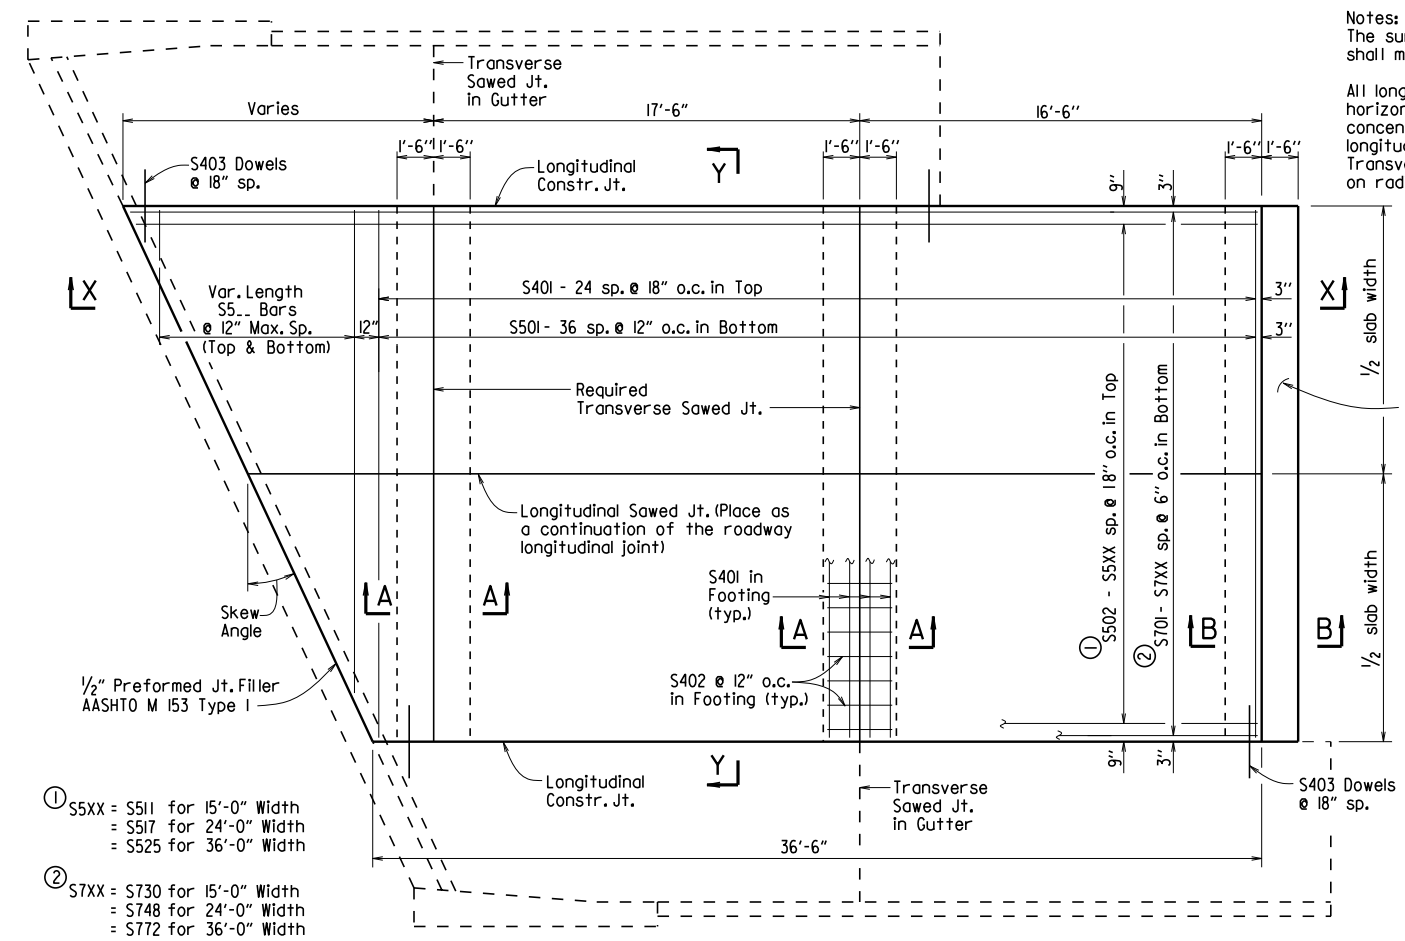 Notes:
The su
shall m
All long
horizon
concen
longitu
Transv
on rad
Transverse
Sawed Jt.
in Gutter
Varies
17'-6"
16'-6"
1'-6" 1'-6"
1'-6" 1'-6"
1'-6" 1'-6"
S403 Dowels
@ 18" sp.
Longitudinal
Constr. Jt.
Y
9"
3"
X
X
Var. Length
S5__ Bars
@ 12" Max. Sp.
(Top & Bottom)
12"
S401 - 24 sp. @ 18" o.c. in Top
3"
S501 - 36 sp. @ 12" o.c. in Bottom
3"
1/2 slab width
Required
Transverse Sawed Jt.
① S502 - S5XX sp. @ 18" o.c. in Top
② S701 - S7XX sp. @ 6" o.c. in Bottom
Longitudinal Sawed Jt. (Place as
a continuation of the roadway
longitudinal joint)
S401 in
Footing
(typ.)
A
A
A
A
B
B
1/2 slab width
Skew
Angle
S402 @ 12" o.c.
in Footing (typ.)
1/2" Preformed Jt. Filler
AASHTO M 153 Type 1
9"
3"
Y
Longitudinal
Constr. Jt.
Transverse
Sawed Jt.
in Gutter
S403 Dowels
@ 18" sp.
36'-6"
① S5XX = S511 for 15'-0" Width
= S517 for 24'-0" Width
= S525 for 36'-0" Width
② S7XX = S730 for 15'-0" Width
= S748 for 24'-0" Width
= S772 for 36'-0" Width